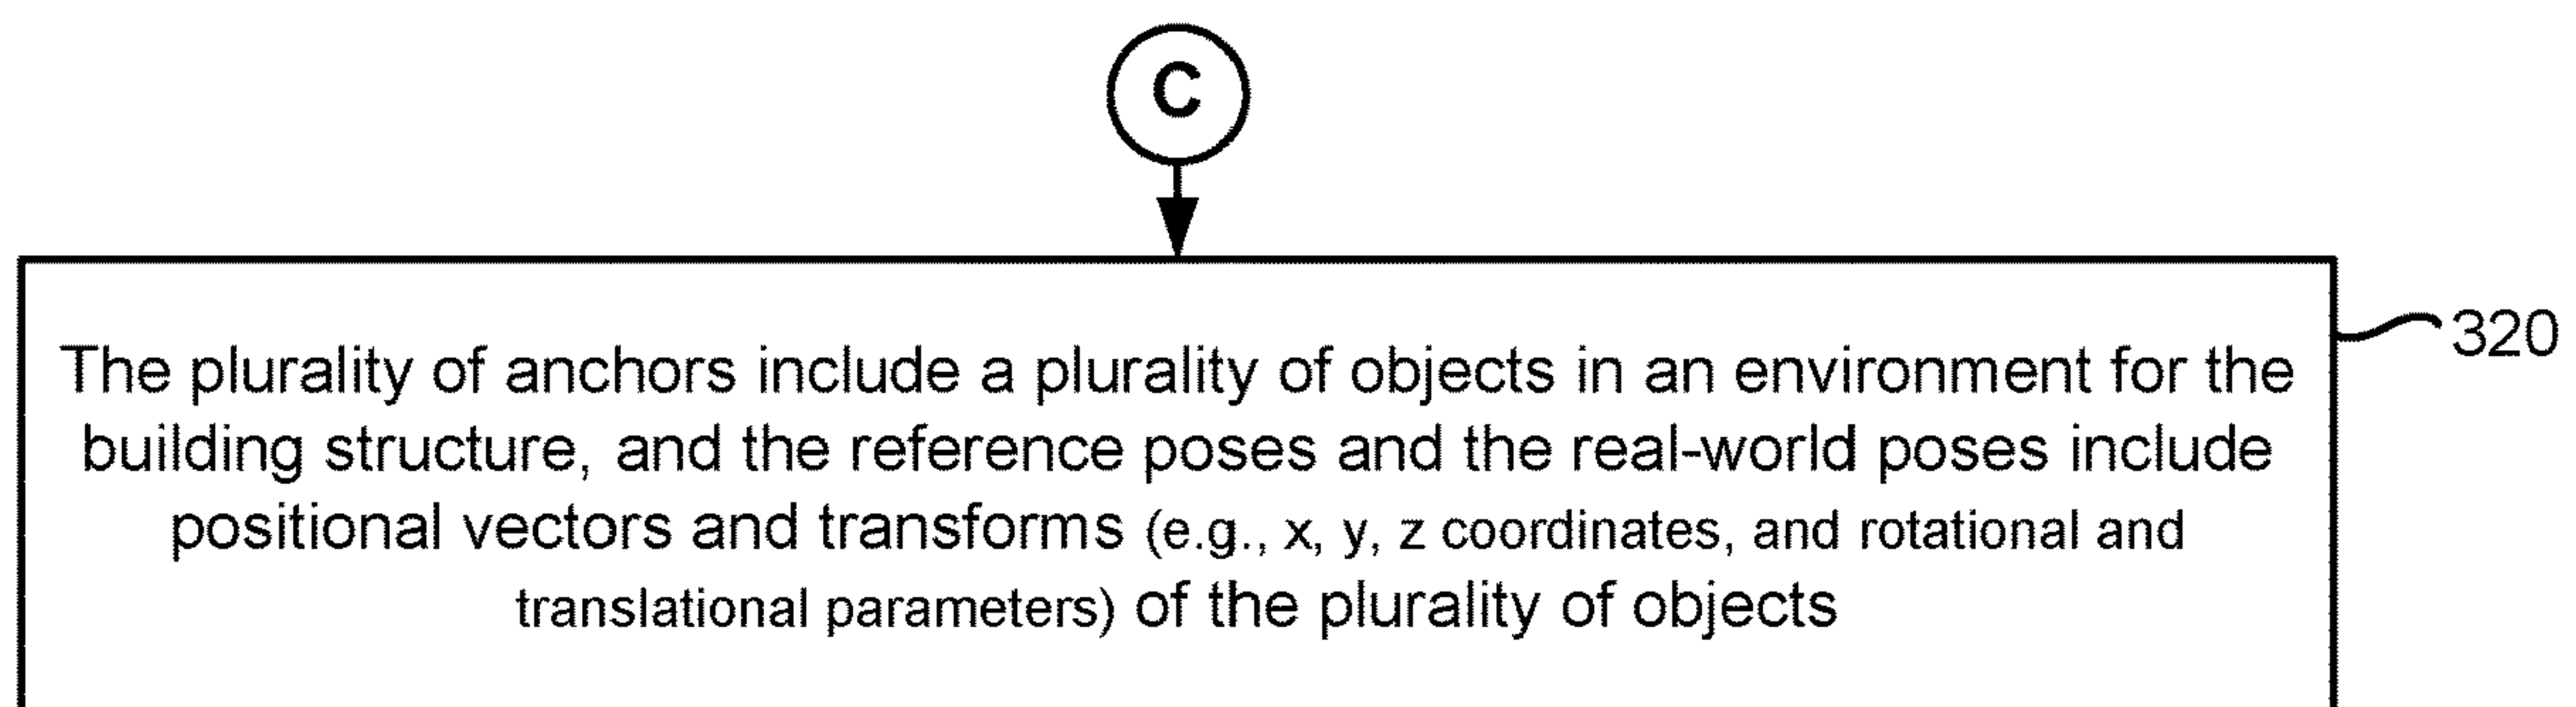 C
320
The plurality of anchors include a plurality of objects in an environment for the
building structure, and the reference poses and the real-world poses include
positional vectors and transforms (e.g., x, y, z coordinates, and rotational and
translational parameters) of the plurality of objects